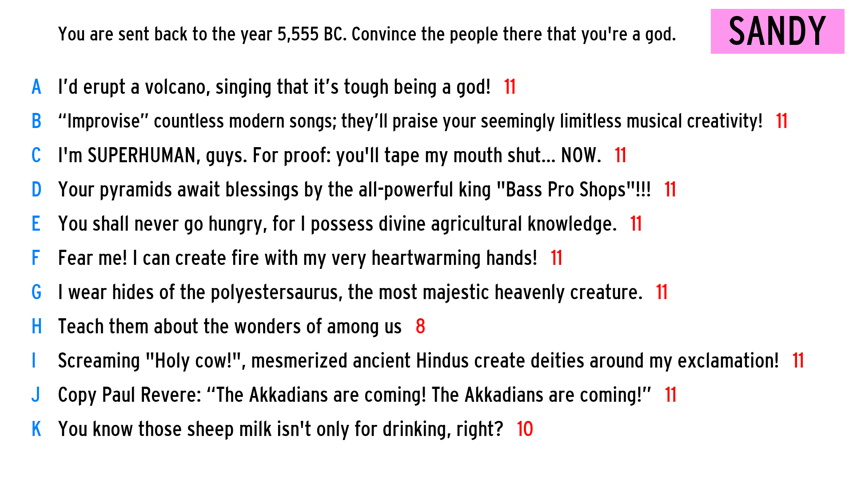 You are sent back to the year 5,555 BC. Convince the people there that you're a god.
SANDY
A I'd erupt a volcano, singing that it's tough being a god! 11
B “Improvise” countless modern songs; they'll praise your seemingly limitless musical creativity! 11
C I'm SUPERHUMAN, guys. For proof: you'll tape my mouth shut... NOW. 11
D Your pyramids await blessings by the all-powerful king "Bass Pro Shops"!!! 11
E You shall never go hungry, for I possess divine agricultural knowledge. 11
F Fear me! I can create fire with my very heartwarming hands! 11
G I wear hides of the polyestersaurus, the most majestic heavenly creature. 11
H Teach them about the wonders of among us 8
I Screaming "Holy cow!", mesmerized ancient Hindus create deities around my exclamation! 11
J Copy Paul Revere: “The Akkadians are coming! The Akkadians are coming!” 11
K You know those sheep milk isn't only for drinking, right? 10